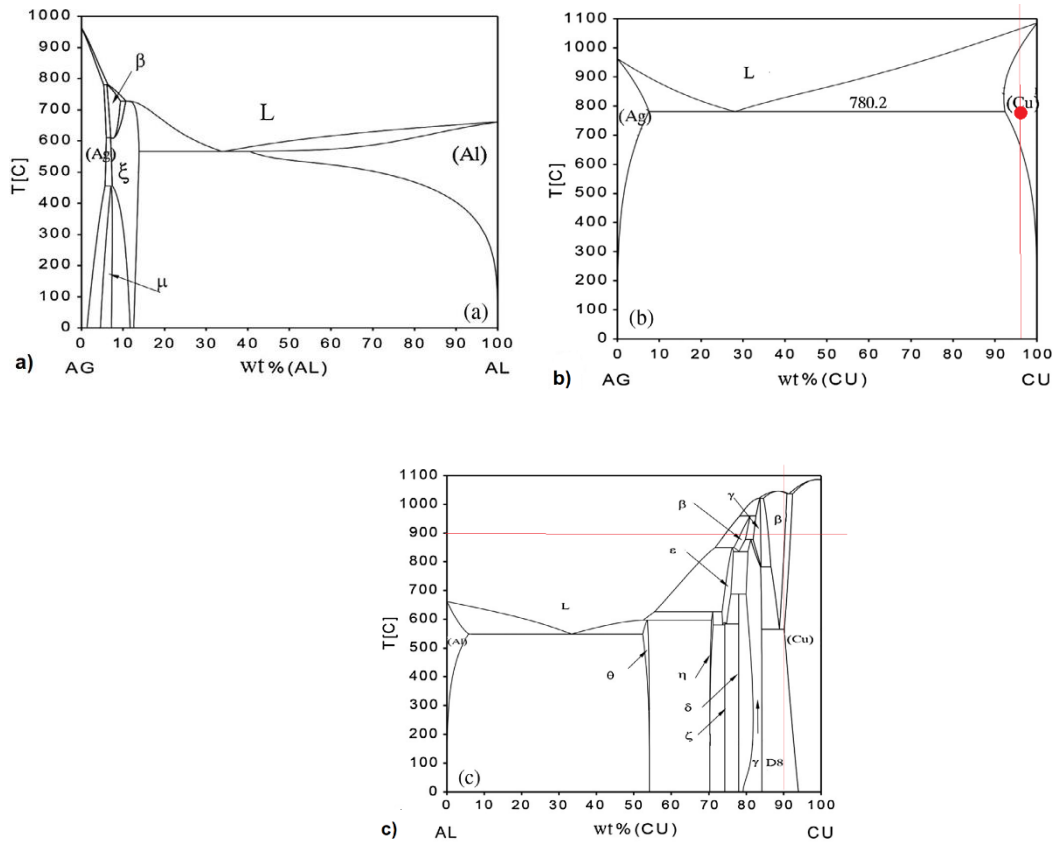 1000
900
800
700
600
500
400
300
200
100
0
T[C]
β
L
(Ag)
ξ
(Al)
μ
(a)
0 10 20 30 40 50 60 70 80 90 100
a)
AG
wt %(AL)
AL
1100
1000
900
800
700
600
500
400
300
200
100
0
T[C]
L
780.2
(Ag)
(Cu)
(b)
0 10 20 30 40 50 60 70 80 90 100
b)
AG
wt %(CU)
CU
1100
1000
900
800
700
600
500
400
300
200
100
0
T[C]
γ
β
β
ε
L
(Al)
(Cu)
θ
η
δ
ζ
γ D8
(c)
0 10 20 30 40 50 60 70 80 90 100
c)
AL
wt %(CU)
CU